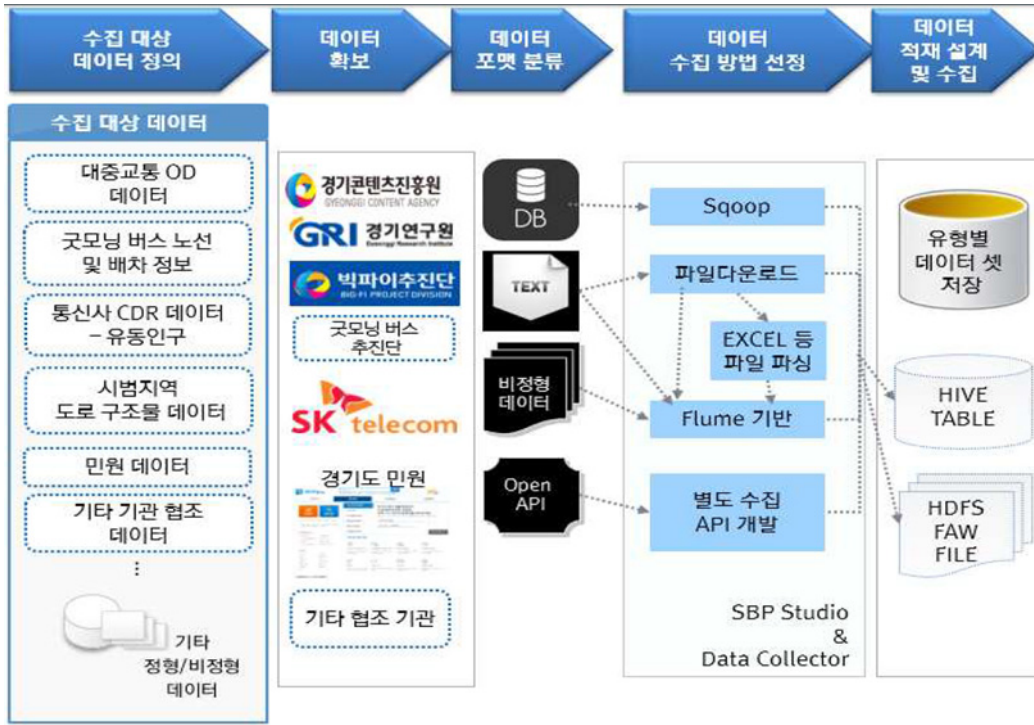 수집 대상
데이터 정의
데이터
확보
데이터
포맷 분류
데이터
수집 방법 선정
데이터
적재 설계
및 수집
수집 대상 데이터
대중교통 OD
데이터
굿모닝 버스 노선
및 배차 정보
통신사 CDR 데이터
– 유동인구
시범지역
도로 구조물 데이터
민원 데이터
기타 기관 협조
데이터
⋮
기타
정형/비정형
데이터
경기콘텐츠진흥원
GYEONGGI CONTENT AGENCY
GRI 경기연구원
Gyeonggi Research Institute
빅파이추진단
BIG-FI PROJECT DIVISION
굿모닝 버스
추진단
SK telecom
경기도 민원
기타 협조 기관
DB
TEXT
비정형
데이터
Open
API
Sqoop
파일다운로드
EXCEL 등
파일 파싱
Flume 기반
별도 수집
API 개발
SBP Studio
&
Data Collector
유형별
데이터 셋
저장
HIVE
TABLE
HDFS
FAW
FILE